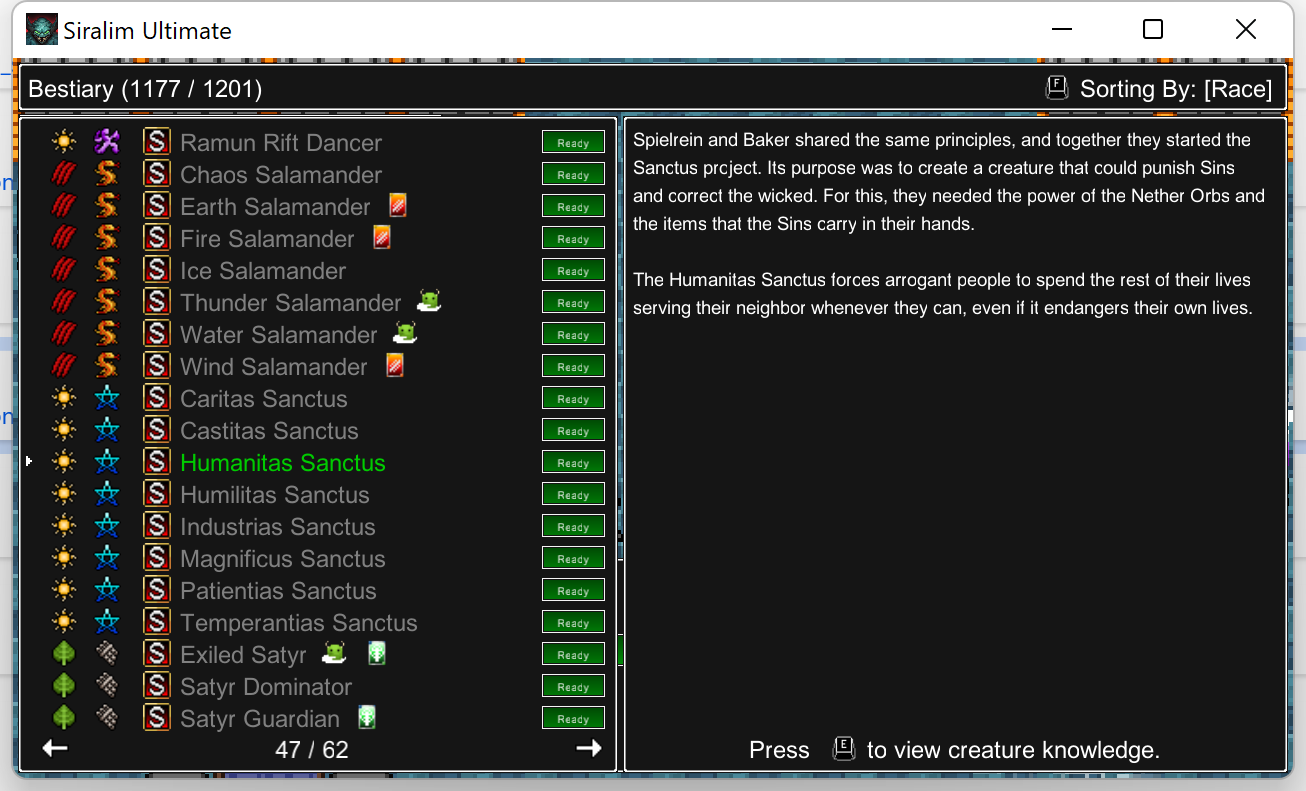 Siralim Ultimate
Bestiary (1177 / 1201)
F Sorting By: [Race]
S Ramun Rift Dancer Ready
S Chaos Salamander Ready
S Earth Salamander Ready
S Fire Salamander Ready
S Ice Salamander Ready
S Thunder Salamander Ready
S Water Salamander Ready
S Wind Salamander Ready
S Caritas Sanctus Ready
S Castitas Sanctus Ready
S Humanitas Sanctus Ready
S Humilitas Sanctus Ready
S Industrias Sanctus Ready
S Magnificus Sanctus Ready
S Patientias Sanctus Ready
S Temperantias Sanctus Ready
S Exiled Satyr Ready
S Satyr Dominator Ready
S Satyr Guardian Ready
47 / 62
Spielrein and Baker shared the same principles, and together they started the
Sanctus project. Its purpose was to create a creature that could punish Sins
and correct the wicked. For this, they needed the power of the Nether Orbs and
the items that the Sins carry in their hands.
The Humanitas Sanctus forces arrogant people to spend the rest of their lives
serving their neighbor whenever they can, even if it endangers their own lives.
Press E to view creature knowledge.
on
on